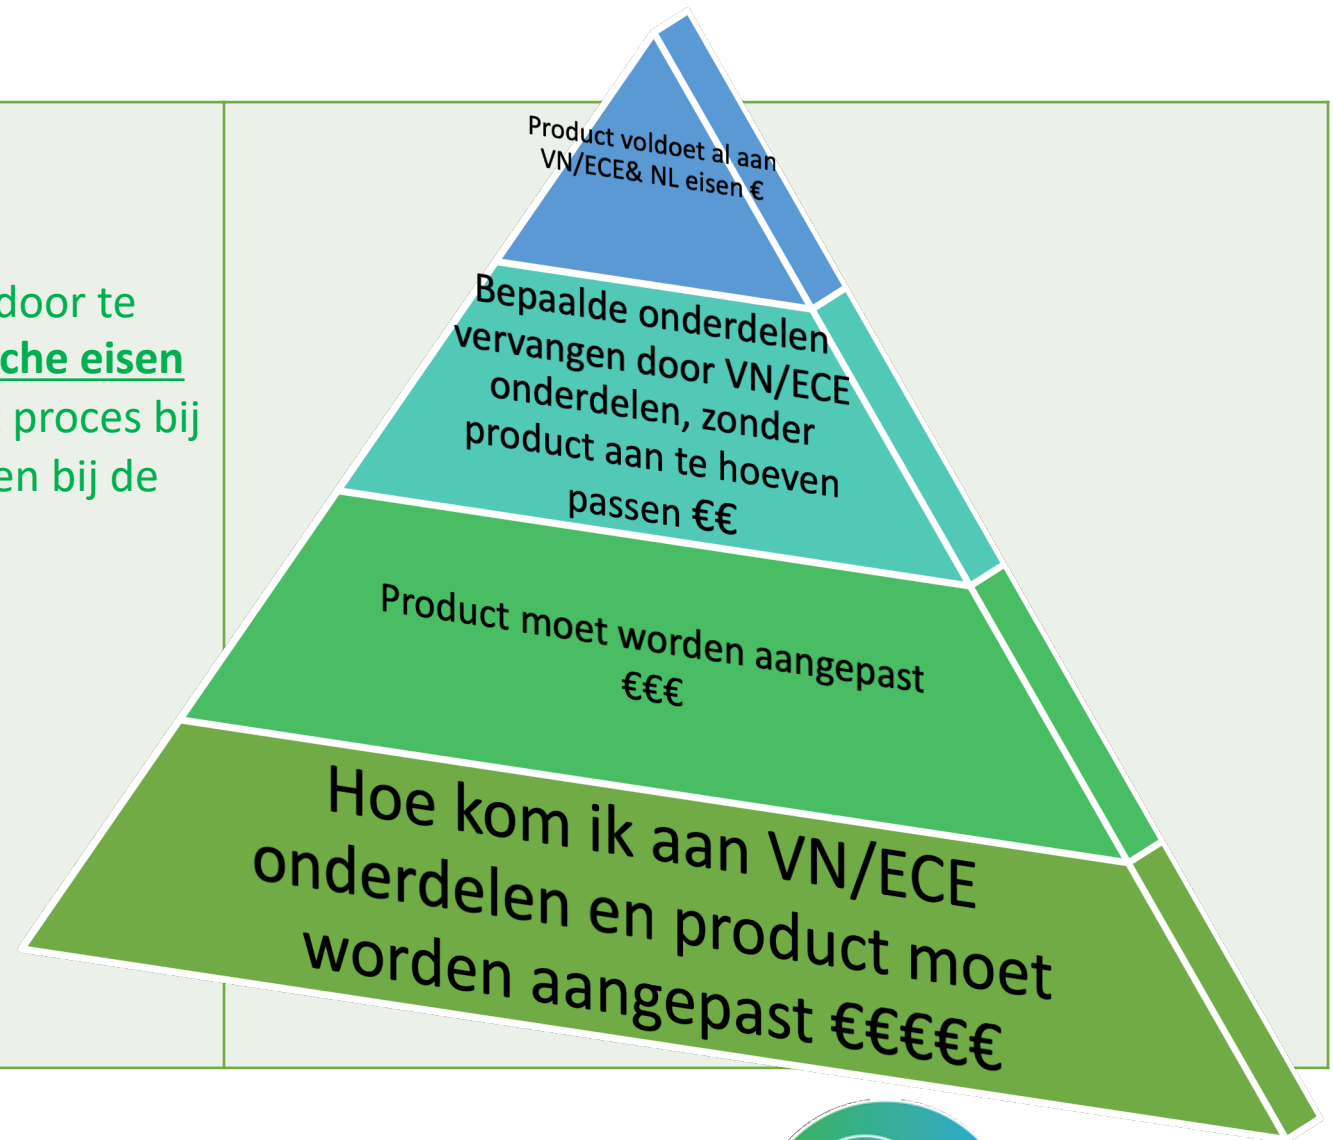 door te
sche eisen
proces bij
en bij de
Product voldoet al aan
VN/ECE& NL eisen €
Bepaalde onderdelen
vervangen door VN/ECE
onderdelen, zonder
product aan te hoeven
passen €€
Product moet worden aangepast
€€€
Hoe kom ik aan VN/ECE
onderdelen en product moet
worden aangepast €€€€€